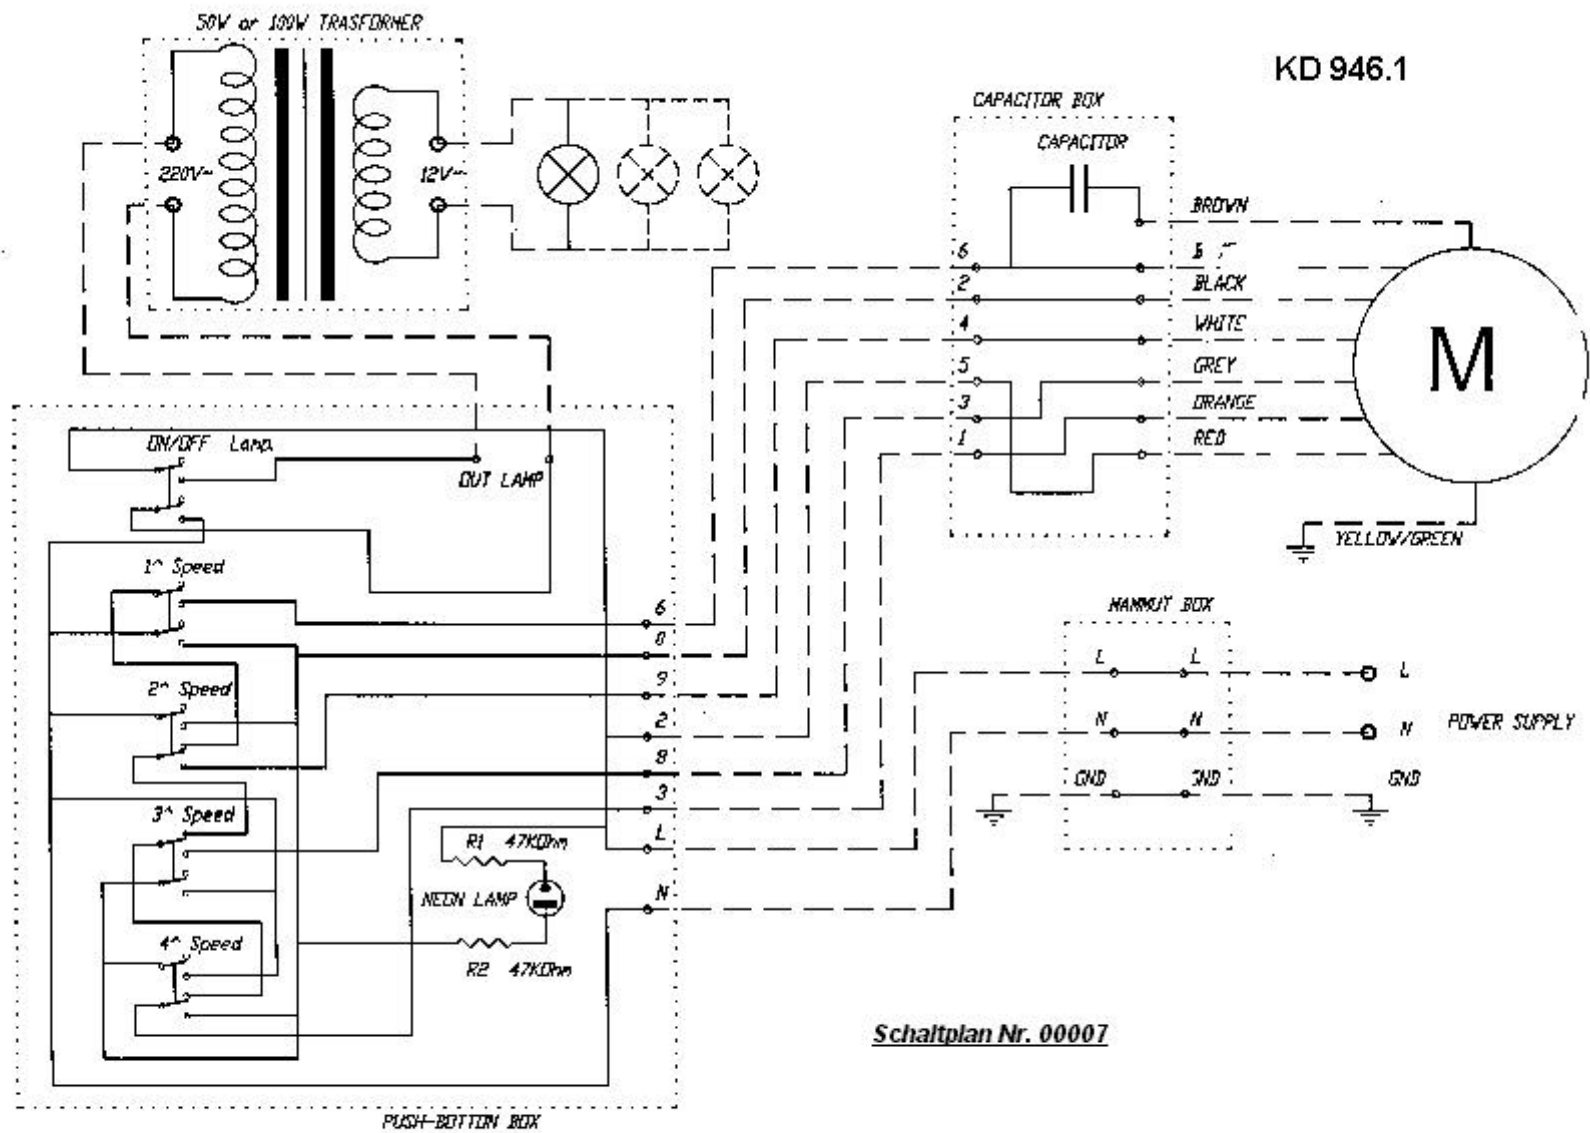 50W or 100W TRASFORMER
KD 946.1
CAPACITOR BOX
CAPACITOR
220V~
12V~
BROWN
6
B
2
BLACK
4
WHITE
5
GREY
3
ORANGE
1
RED
M
ON/OFF Lamp
OUT LAMP
YELLOW/GREEN
1^ Speed
6
0
MAMMUT BOX
L L L
2^ Speed
9
2
N N N
POWER SUPPLY
8
GND GND GND
3^ Speed
3
L
R1 47KOhm
NEON LAMP
N
4^ Speed
R2 47KOhm
Schaltplan Nr. 00007
PUSH-BOTTON BOX